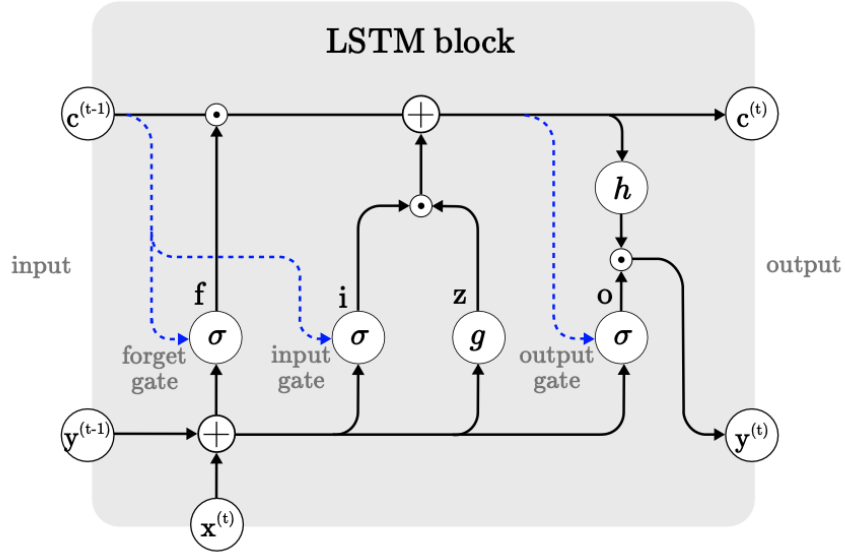 LSTM block
c(t-1)
c(t)
h
input
output
f
i
z
o
σ
σ
g
σ
forget
gate
input
gate
output
gate
y(t-1)
y(t)
x(t)